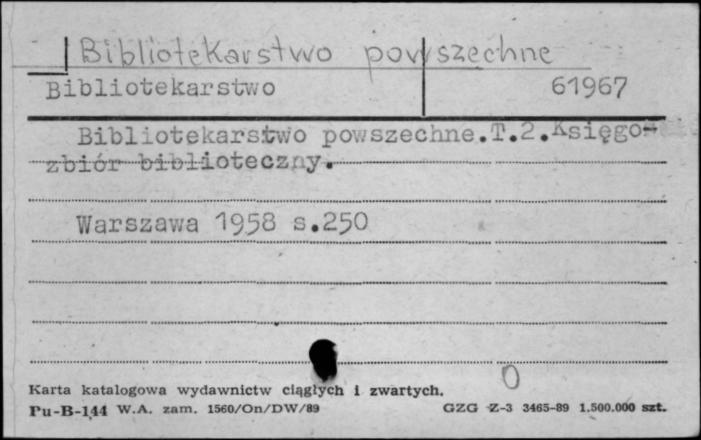 Bibliotekarstwo powszechne
Bibliotekarstwo 61967
Bibliotekarstwo powszechne.T.2.Księgo-
zbiór biblioteczny.
Warszawa 1958 s.250
Karta katalogowa wydawnictw ciągłych i zwartych.
Pu-B-144 W.A. zam. 1560/On/DW/89 GZG Z-3 3465-89 1.500.000 szt.